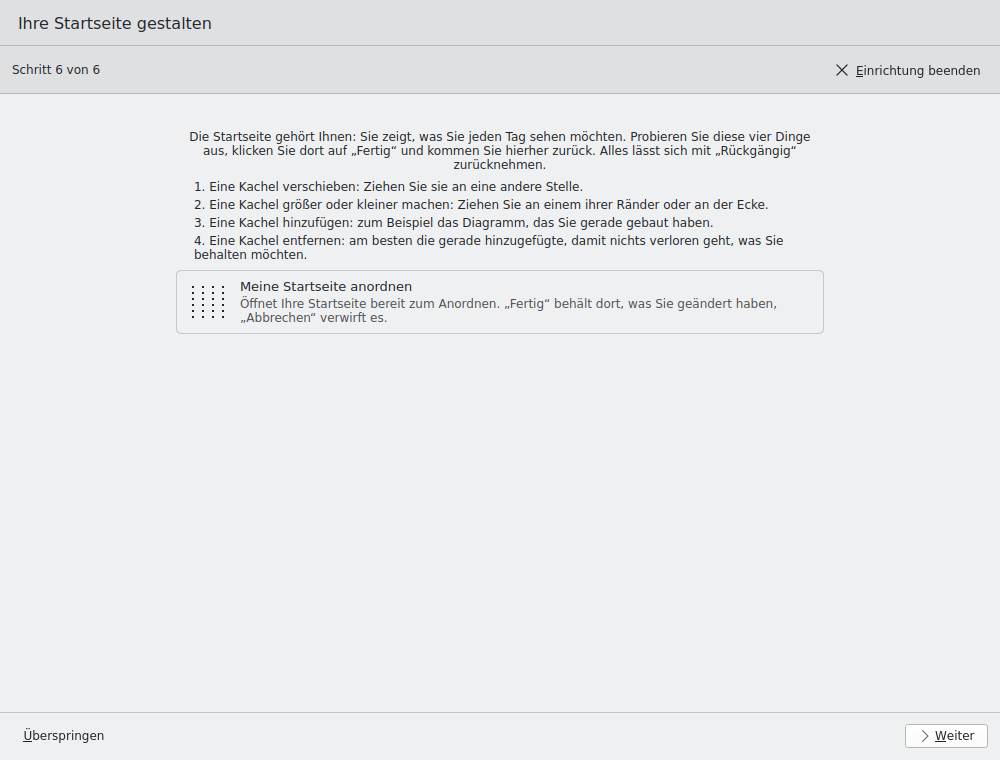 Ihre Startseite gestalten
Schritt 6 von 6
Einrichtung beenden
Die Startseite gehört Ihnen: Sie zeigt, was Sie jeden Tag sehen möchten. Probieren Sie diese vier Dinge
aus, klicken Sie dort auf „Fertig“ und kommen Sie hierher zurück. Alles lässt sich mit „Rückgängig“
zurücknehmen.
1. Eine Kachel verschieben: Ziehen Sie sie an eine andere Stelle.
2. Eine Kachel größer oder kleiner machen: Ziehen Sie an einem ihrer Ränder oder an der Ecke.
3. Eine Kachel hinzufügen: zum Beispiel das Diagramm, das Sie gerade gebaut haben.
4. Eine Kachel entfernen: am besten die gerade hinzugefügte, damit nichts verloren geht, was Sie
behalten möchten.
Meine Startseite anordnen
Öffnet Ihre Startseite bereit zum Anordnen. „Fertig“ behält dort, was Sie geändert haben,
„Abbrechen“ verwirft es.
Überspringen
Weiter